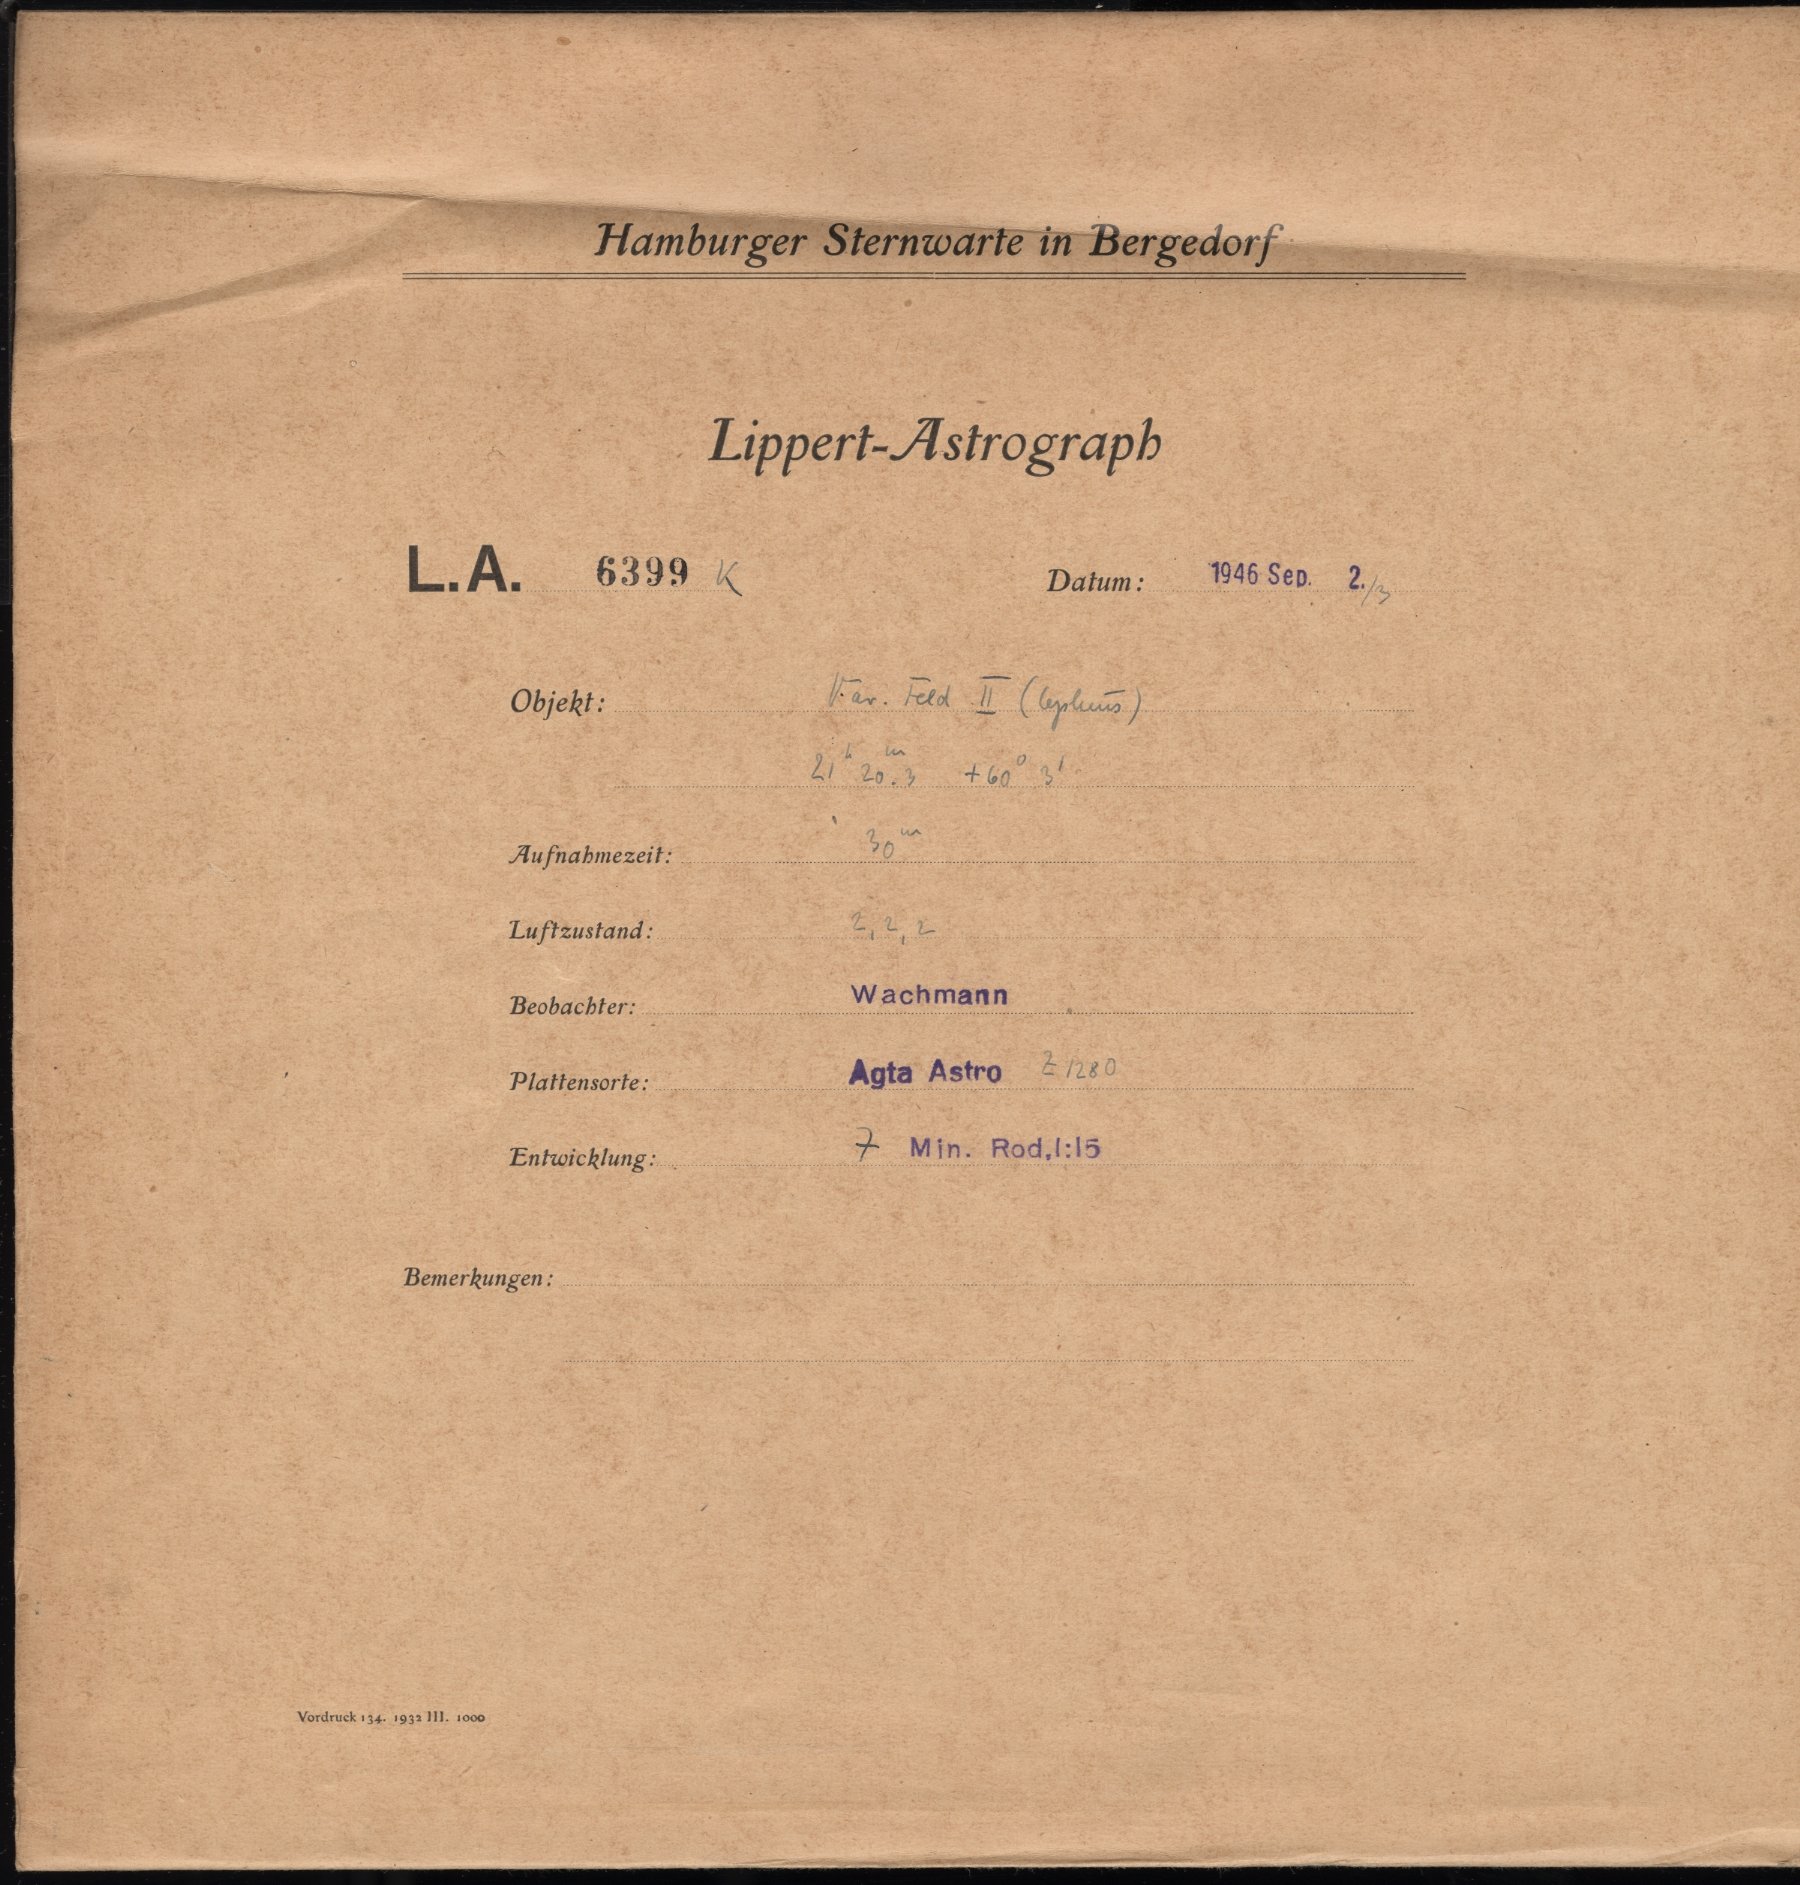 Hamburger Sternwarte in Bergedorf
Lippert-Astrograph
L.A. 6399 K Datum: 1946 Sep. 2./3
Objekt: Var. Feld II (Cepheus)
21h 20m.3 +60° 3'
Aufnahmezeit: 30m
Luftzustand: 2, 2, 2
Beobachter: Wachmann
Plattensorte: Agfa Astro Z 1280
Entwicklung: 7 Min. Rod, 1:15
Bemerkungen:
Vordruck 134. 1932 III. 1000